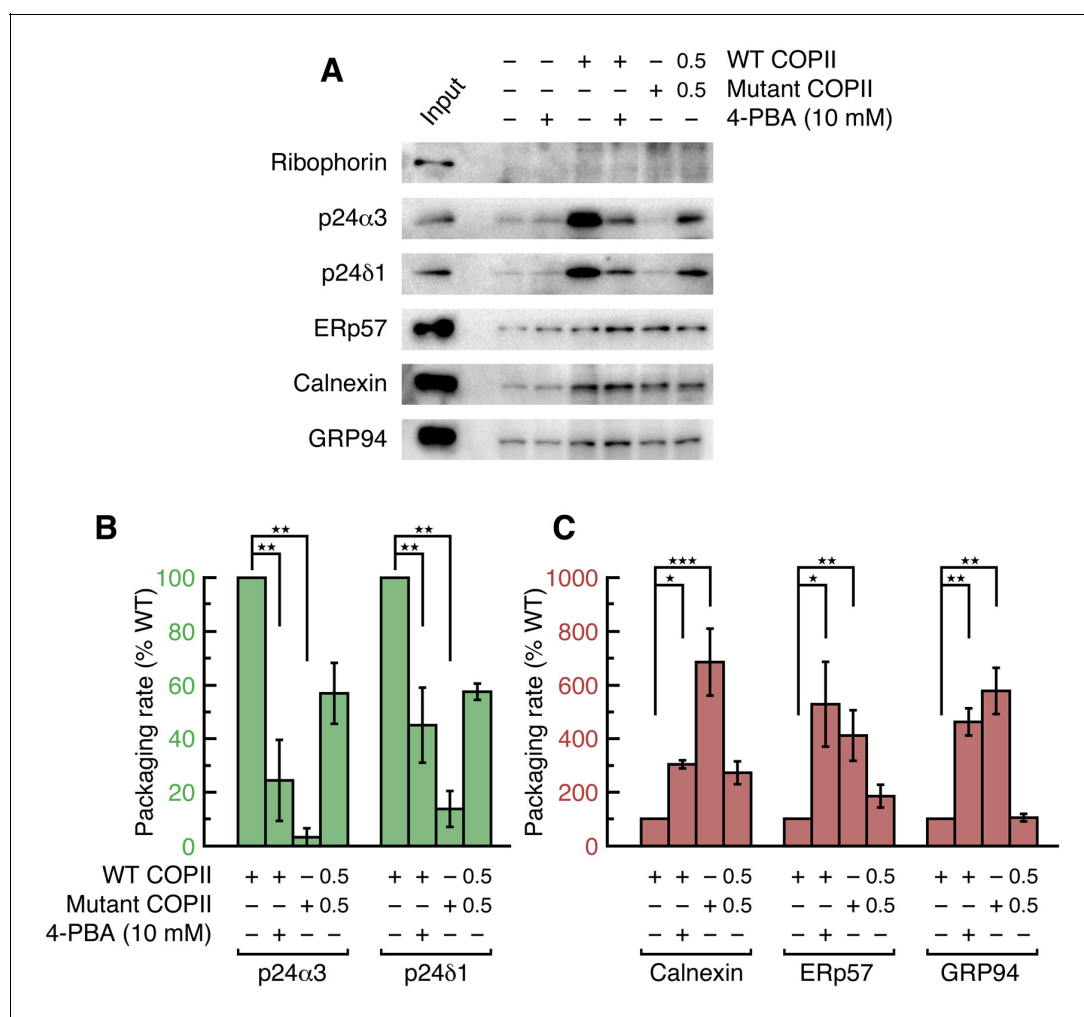 A
Input
– – + + – 0.5 WT COPII
– – – – + 0.5 Mutant COPII
– + – + – – 4-PBA (10 mM)
Ribophorin
p24α3
p24δ1
ERp57
Calnexin
GRP94
B
★★
★★
★★
★★
Packaging rate (% WT)
100
80
60
40
20
0
WT COPII + + – 0.5 + + – 0.5
Mutant COPII – – + 0.5 – – + 0.5
4-PBA (10 mM) – + – – – + – –
p24α3 p24δ1
C
★★★
★
★★
★
★★
★★
Packaging rate (% WT)
1000
800
600
400
200
0
+ + – 0.5 + + – 0.5 + + – 0.5
– – + 0.5 – – + 0.5 – – + 0.5
– + – – – + – – – + – –
Calnexin ERp57 GRP94